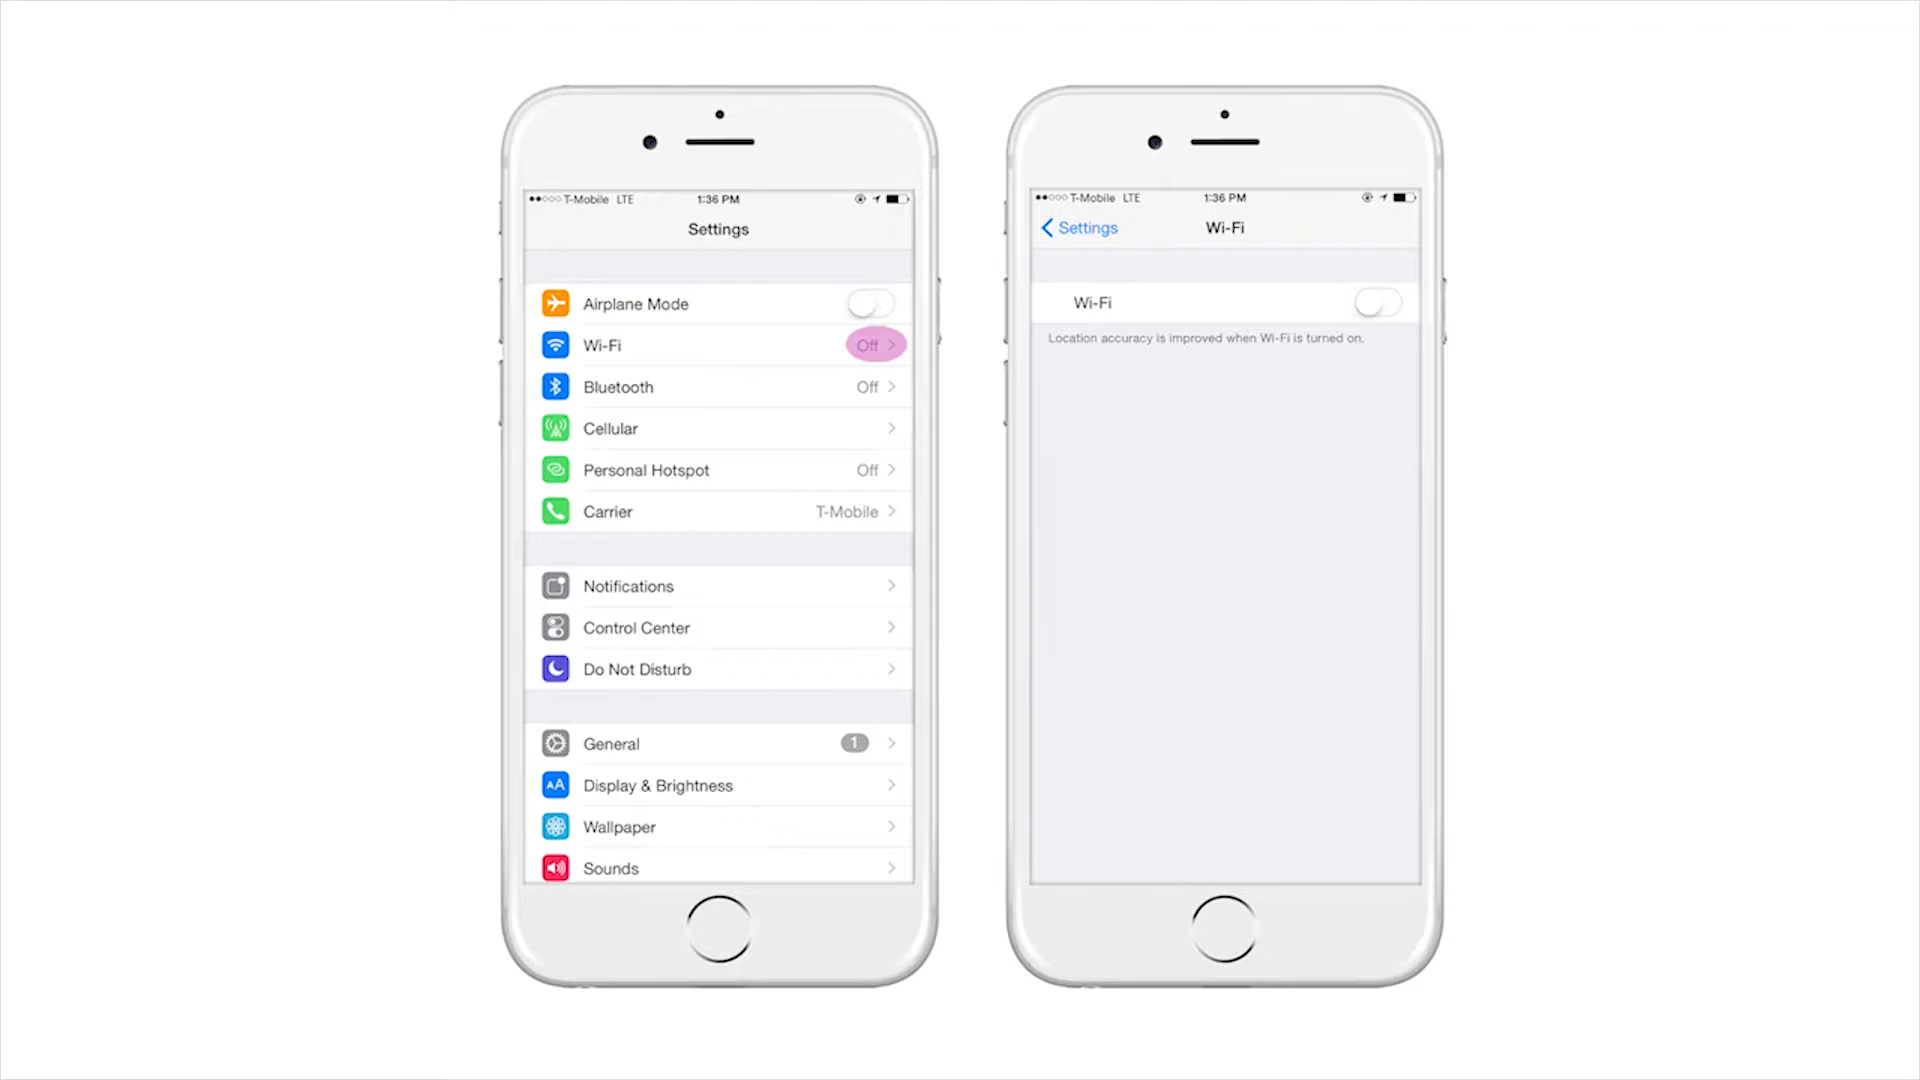 T-Mobile LTE 1:36 PM
Settings
Airplane Mode
Wi-Fi Off
Bluetooth Off
Cellular
Personal Hotspot Off
Carrier T-Mobile
Notifications
Control Center
Do Not Disturb
General 1
AA Display & Brightness
Wallpaper
Sounds
T-Mobile LTE 1:36 PM
Settings Wi-Fi
Wi-Fi
Location accuracy is improved when Wi-Fi is turned on.